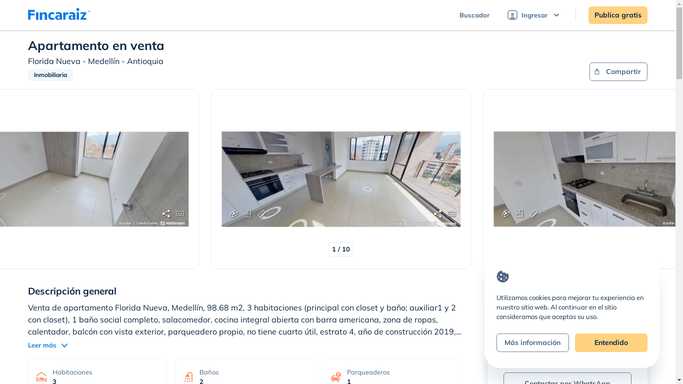 Fincaraiz
Buscador
Ingresar
Publica gratis
Apartamento en venta
Florida Nueva - Medellín - Antioquia
Inmobiliaria
Compartir
1 / 10
Descripción general
Venta de apartamento Florida Nueva, Medellín, 98.68 m2, 3 habitaciones (principal con closet y baño; auxiliar1 y 2
con closet), 1 baño social completo, salacomedor, cocina integral abierta con barra americana, zona de ropas,
calentador, balcón con vista exterior, parqueadero propio, no tiene cuarto útil, estrato 4, año de construcción 2019,...
Leer más
Habitaciones
3
Baños
2
Parqueaderos
1
Utilizamos cookies para mejorar tu experiencia en
nuestro sitio web. Al continuar en el sitio
consideramos que aceptas su uso.
Más información
Entendido
Contactar por WhatsApp